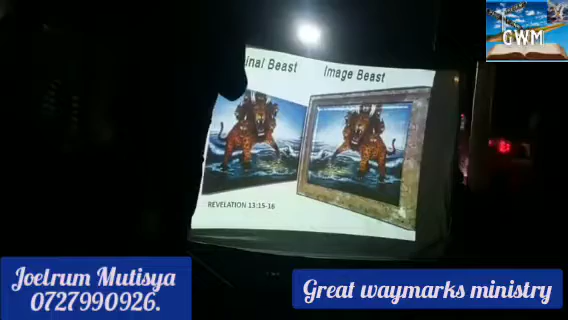 GWM
inal Beast
Image Beast
REVELATION 13:15-16
Joelrum Mutisya
0727990926.
Great waymarks ministry